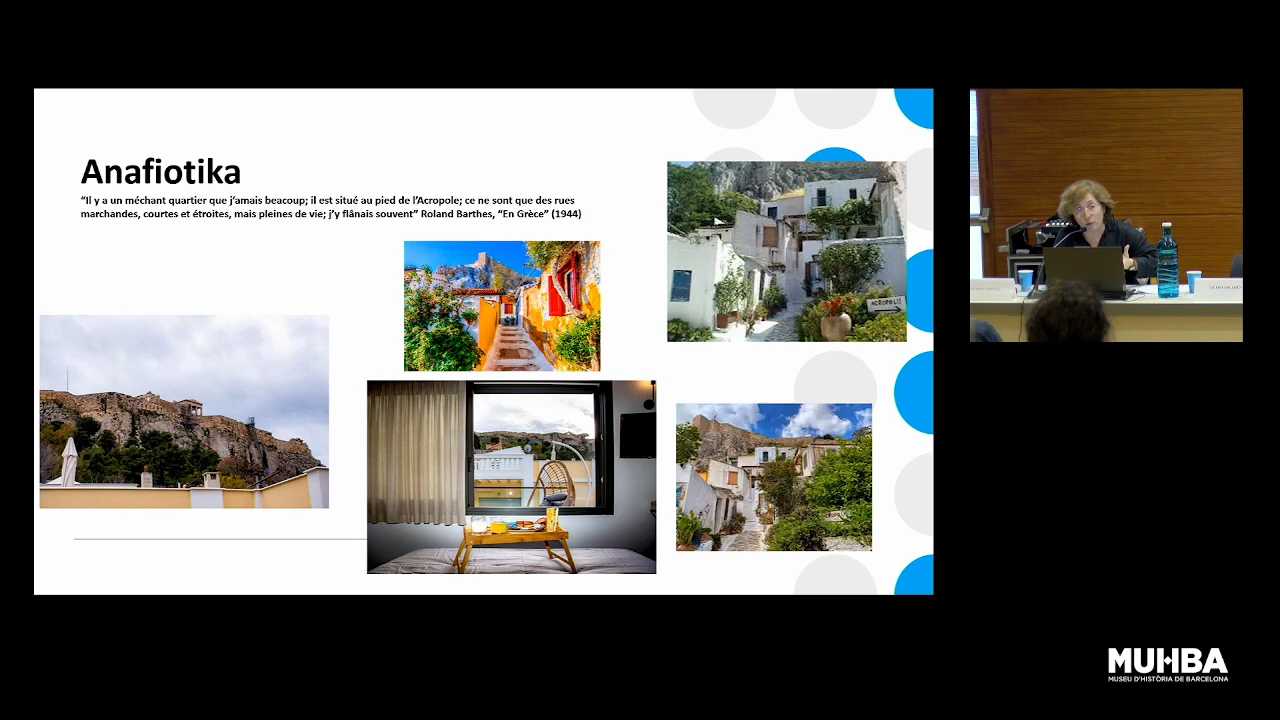 Anafiotika
“Il y a un méchant quartier que j’amais beacoup; il est situé au pied de l’Acropole; ce ne sont que des rues
marchandes, courtes et étroites, mais pleines de vie; j’y flânais souvent” Roland Barthes, “En Grèce” (1944)
ACROPOLIS
MUHBA
MUSEU D'HISTÒRIA DE BARCELONA